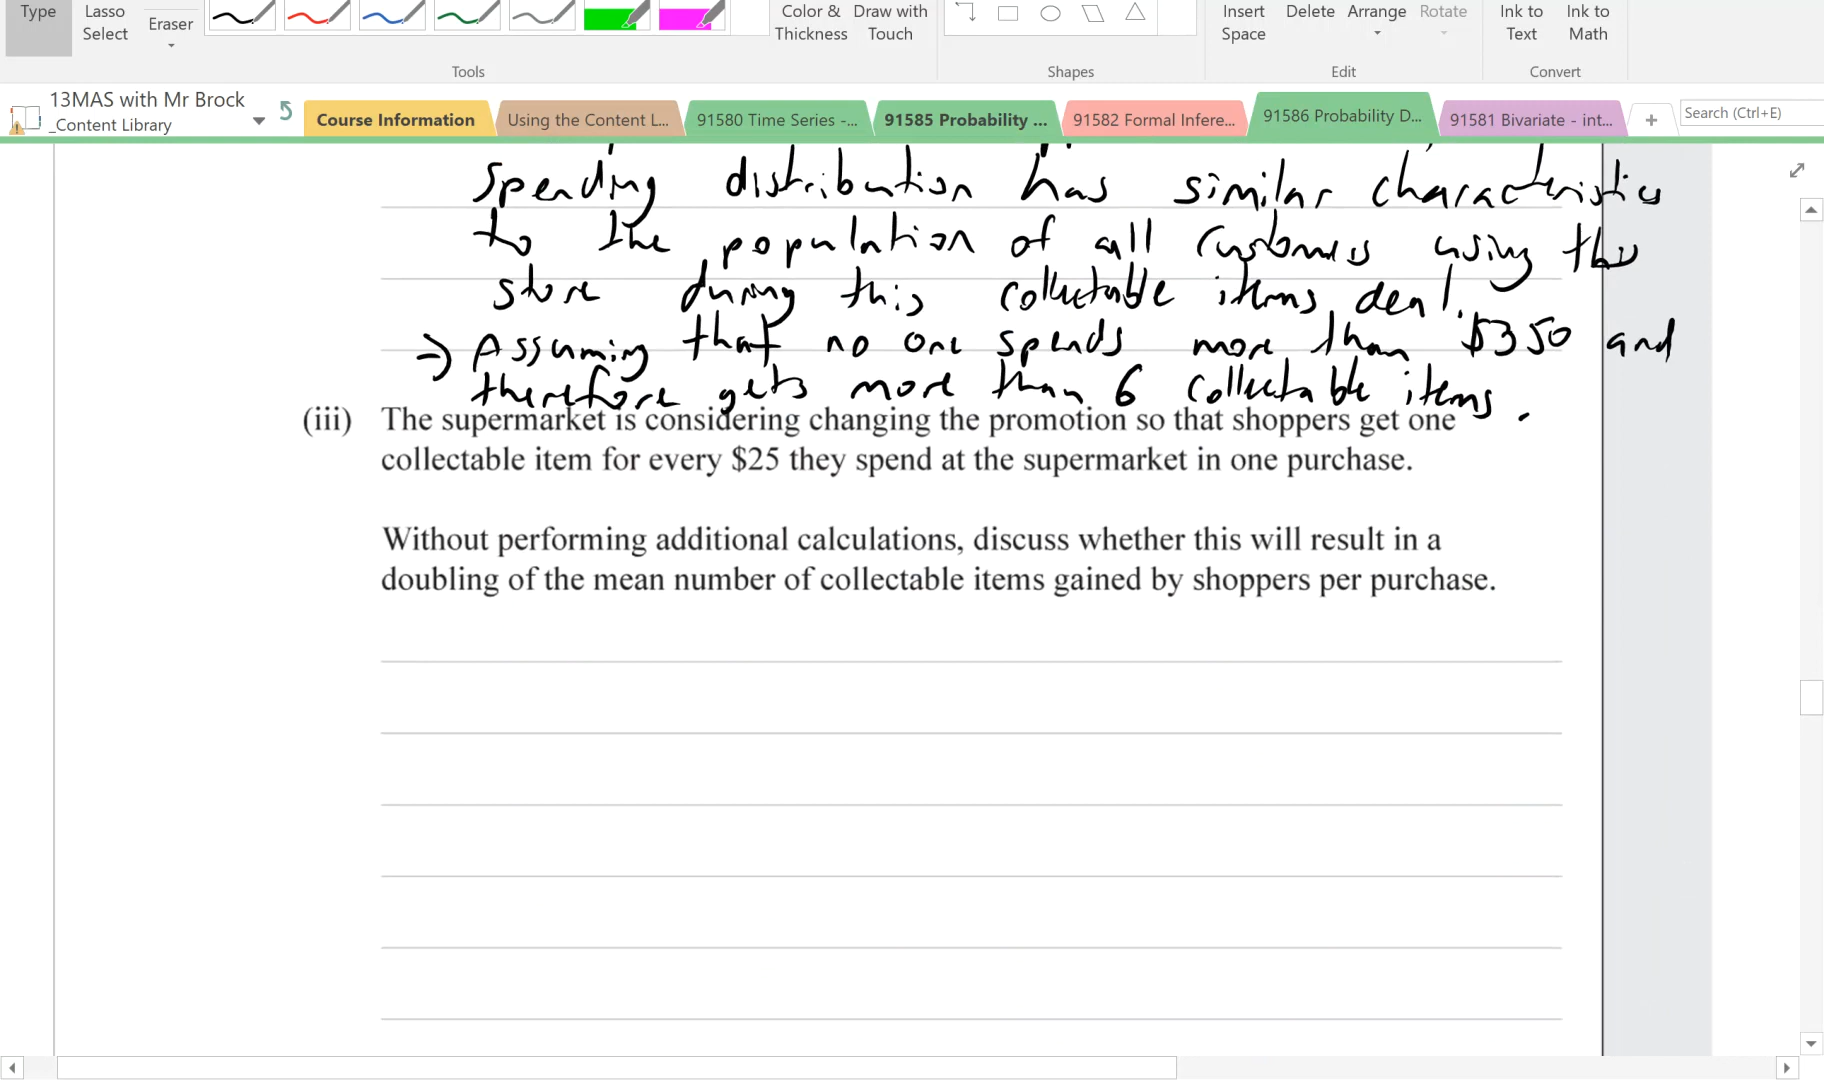 Type
Lasso
Select
Eraser
Color &
Thickness
Draw with
Touch
Insert
Space
Delete
Arrange
Rotate
Ink to
Text
Ink to
Math
Tools
Shapes
Edit
Convert
13MAS with Mr Brock
_Content Library
Course Information
Using the Content L...
91580 Time Series -...
91585 Probability ...
91582 Formal Infere...
91586 Probability D...
91581 Bivariate - int...
+
Search (Ctrl+E)
spending distribution has similar characteristics
to the population of all customers using this
store during this collectable items deal.
→ Assuming that no one spends more than $350 and
therefore gets more than 6 collectable items.
(iii) The supermarket is considering changing the promotion so that shoppers get one
collectable item for every $25 they spend at the supermarket in one purchase.
Without performing additional calculations, discuss whether this will result in a
doubling of the mean number of collectable items gained by shoppers per purchase.